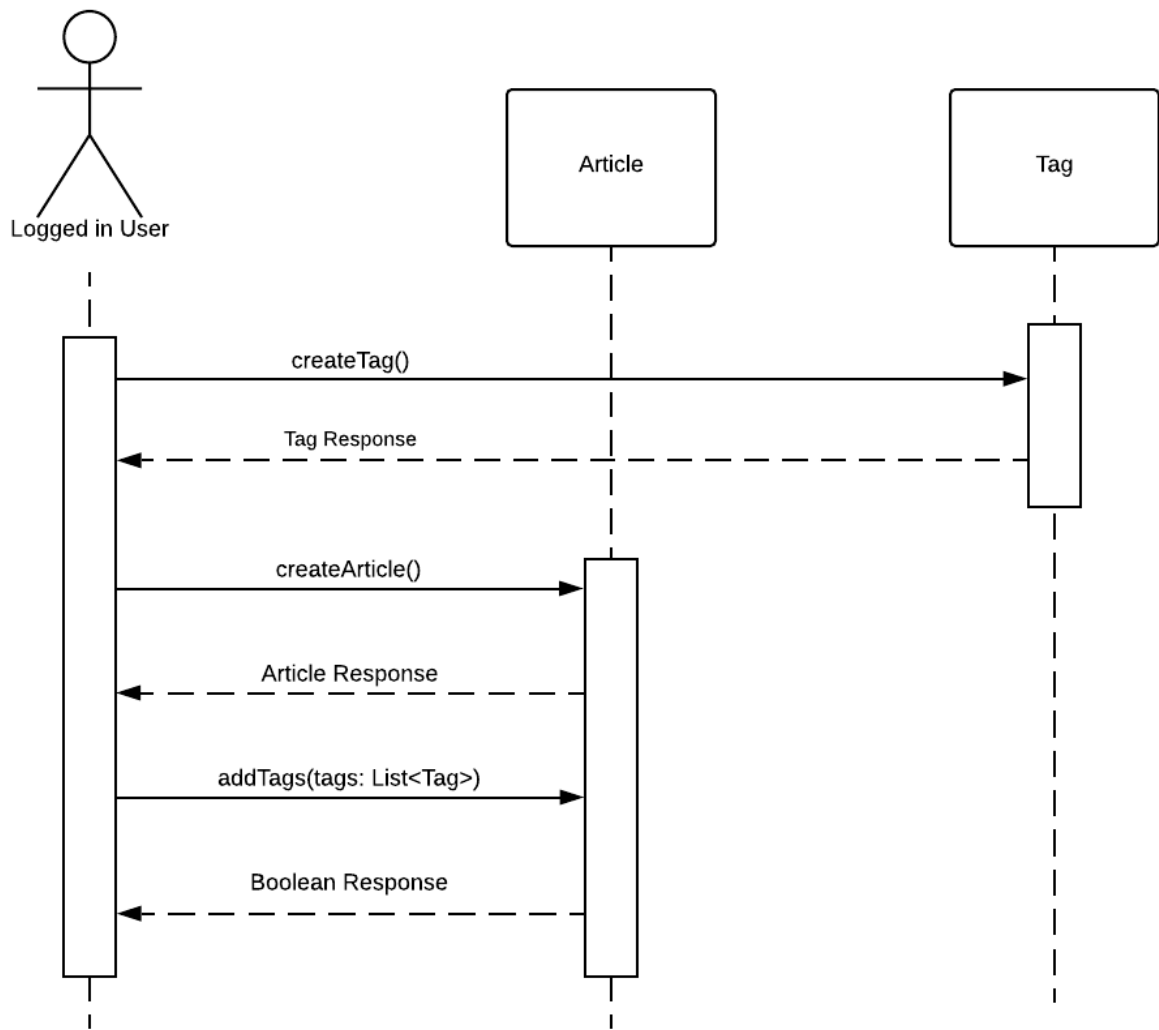 Logged in User
Article
Tag
createTag()
Tag Response
createArticle()
Article Response
addTags(tags: List<Tag>)
Boolean Response